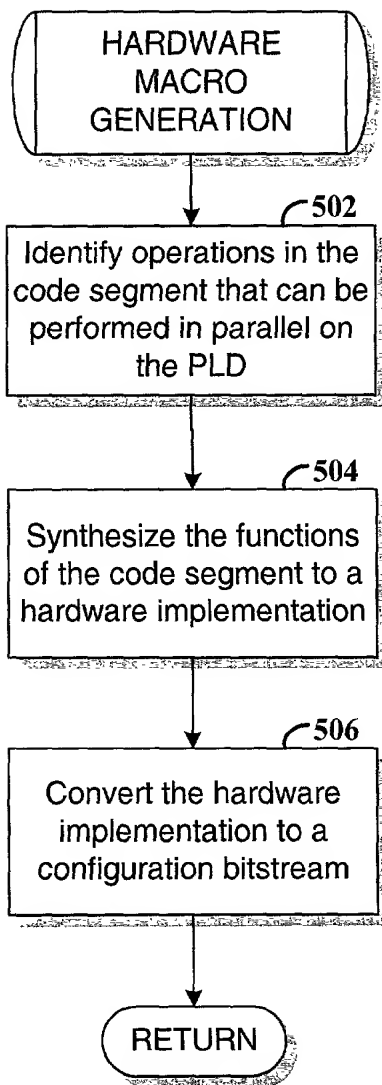 HARDWARE
MACRO
GENERATION
502
Identify operations in the
code segment that can be
performed in parallel on
the PLD
504
Synthesize the functions
of the code segment to a
hardware implementation
506
Convert the hardware
implementation to a
configuration bitstream
RETURN